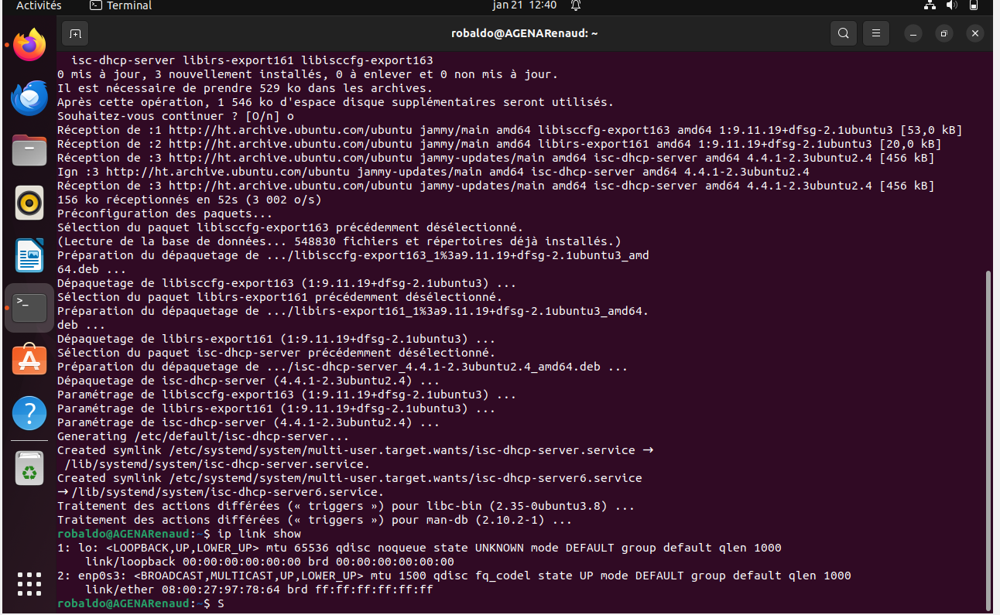 Activités
Terminal
jan 21 12:40
robaldo@AGENARenaud: ~
isc-dhcp-server libirs-export161 libisccfg-export163
0 mis à jour, 3 nouvellement installés, 0 à enlever et 0 non mis à jour.
Il est nécessaire de prendre 529 ko dans les archives.
Après cette opération, 1 546 ko d'espace disque supplémentaires seront utilisés.
Souhaitez-vous continuer ? [O/n] o
Réception de :1 http://ht.archive.ubuntu.com/ubuntu jammy/main amd64 libisccfg-export163 amd64 1:9.11.19+dfsg-2.1ubuntu3 [53,0 kB]
Réception de :2 http://ht.archive.ubuntu.com/ubuntu jammy/main amd64 libirs-export161 amd64 1:9.11.19+dfsg-2.1ubuntu3 [20,0 kB]
Réception de :3 http://ht.archive.ubuntu.com/ubuntu jammy-updates/main amd64 isc-dhcp-server amd64 4.4.1-2.3ubuntu2.4 [456 kB]
Ign :3 http://ht.archive.ubuntu.com/ubuntu jammy-updates/main amd64 isc-dhcp-server amd64 4.4.1-2.3ubuntu2.4
Réception de :3 http://ht.archive.ubuntu.com/ubuntu jammy-updates/main amd64 isc-dhcp-server amd64 4.4.1-2.3ubuntu2.4 [456 kB]
156 ko réceptionnés en 52s (3 002 o/s)
Préconfiguration des paquets...
Sélection du paquet libisccfg-export163 précédemment désélectionné.
(Lecture de la base de données... 548830 fichiers et répertoires déjà installés.)
Préparation du dépaquetage de .../libisccfg-export163_1%3a9.11.19+dfsg-2.1ubuntu3_amd
64.deb ...
Dépaquetage de libisccfg-export163 (1:9.11.19+dfsg-2.1ubuntu3) ...
Sélection du paquet libirs-export161 précédemment désélectionné.
Préparation du dépaquetage de .../libirs-export161_1%3a9.11.19+dfsg-2.1ubuntu3_amd64.
deb ...
Dépaquetage de libirs-export161 (1:9.11.19+dfsg-2.1ubuntu3) ...
Sélection du paquet isc-dhcp-server précédemment désélectionné.
Préparation du dépaquetage de .../isc-dhcp-server_4.4.1-2.3ubuntu2.4_amd64.deb ...
Dépaquetage de isc-dhcp-server (4.4.1-2.3ubuntu2.4) ...
Paramétrage de libisccfg-export163 (1:9.11.19+dfsg-2.1ubuntu3) ...
Paramétrage de libirs-export161 (1:9.11.19+dfsg-2.1ubuntu3) ...
Paramétrage de isc-dhcp-server (4.4.1-2.3ubuntu2.4) ...
Generating /etc/default/isc-dhcp-server...
Created symlink /etc/systemd/system/multi-user.target.wants/isc-dhcp-server.service →
/lib/systemd/system/isc-dhcp-server.service.
Created symlink /etc/systemd/system/multi-user.target.wants/isc-dhcp-server6.service
→ /lib/systemd/system/isc-dhcp-server6.service.
Traitement des actions différées (« triggers ») pour libc-bin (2.35-0ubuntu3.8) ...
Traitement des actions différées (« triggers ») pour man-db (2.10.2-1) ...
robaldo@AGENARenaud:~$ ip link show
1: lo: <LOOPBACK,UP,LOWER_UP> mtu 65536 qdisc noqueue state UNKNOWN mode DEFAULT group default qlen 1000
link/loopback 00:00:00:00:00:00 brd 00:00:00:00:00:00
2: enp0s3: <BROADCAST,MULTICAST,UP,LOWER_UP> mtu 1500 qdisc fq_codel state UP mode DEFAULT group default qlen 1000
link/ether 08:00:27:97:78:64 brd ff:ff:ff:ff:ff:ff
robaldo@AGENARenaud:~$ S